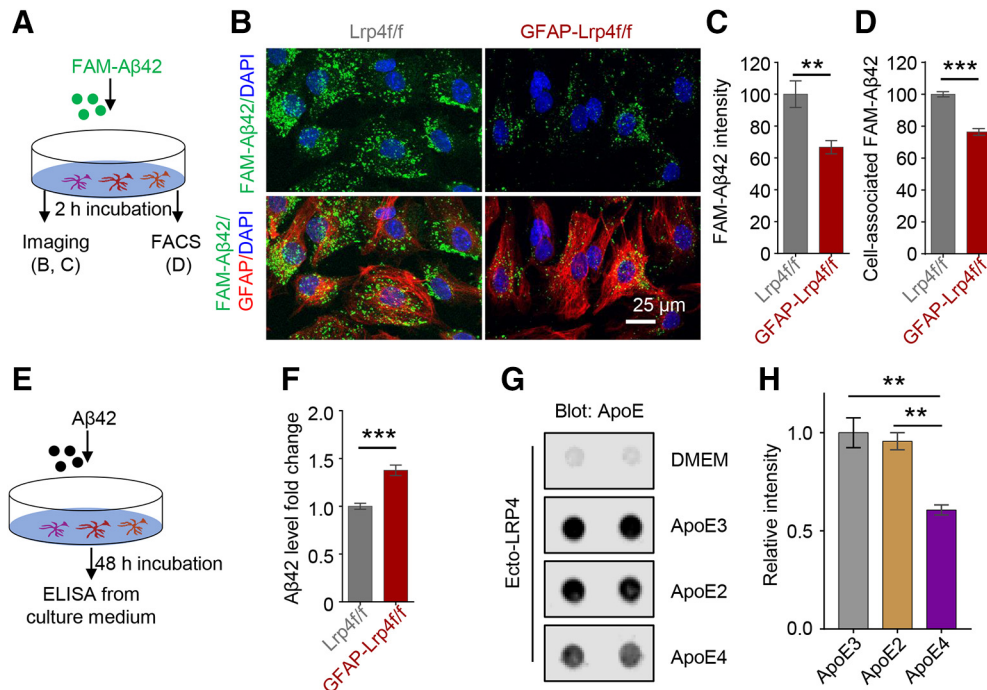 A
FAM-Aβ42
2 h incubation
Imaging
(B, C)
FACS
(D)
B
Lrp4f/f
GFAP-Lrp4f/f
FAM-Aβ42/DAPI
FAM-Aβ42/
GFAP/DAPI
25 µm
C
FAM-Aβ42 intensity
120
100
80
60
40
20
0
**
Lrp4f/f
GFAP-Lrp4f/f
D
Cell-associated FAM-Aβ42
120
100
80
60
40
20
0
***
Lrp4f/f
GFAP-Lrp4f/f
E
Aβ42
48 h incubation
ELISA from
culture medium
F
Aβ42 level fold change
2.0
1.5
1.0
0.5
0.0
***
Lrp4f/f
GFAP-Lrp4f/f
G
Blot: ApoE
Ecto-LRP4
DMEM
ApoE3
ApoE2
ApoE4
H
Relative intensity
1.0
0.5
0.0
**
**
ApoE3
ApoE2
ApoE4